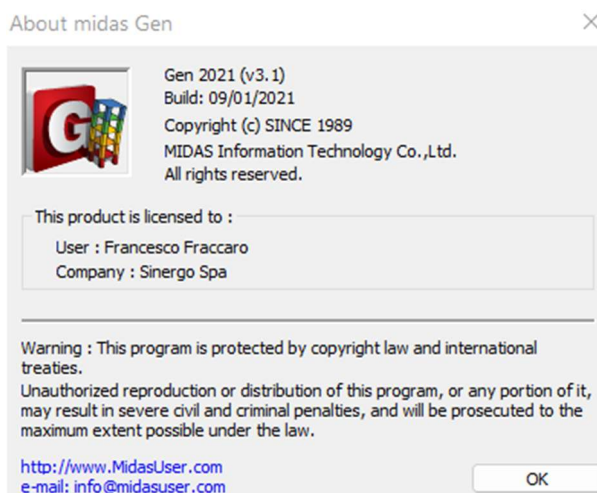 About midas Gen
G
Gen 2021 (v3.1)
Build: 09/01/2021
Copyright (c) SINCE 1989
MIDAS Information Technology Co.,Ltd.
All rights reserved.
This product is licensed to :
User : Francesco Fraccaro
Company : Sinergo Spa
Warning : This program is protected by copyright law and international
treaties.
Unauthorized reproduction or distribution of this program, or any portion of it,
may result in severe civil and criminal penalties, and will be prosecuted to the
maximum extent possible under the law.
http://www.MidasUser.com
e-mail: info@midasuser.com
OK